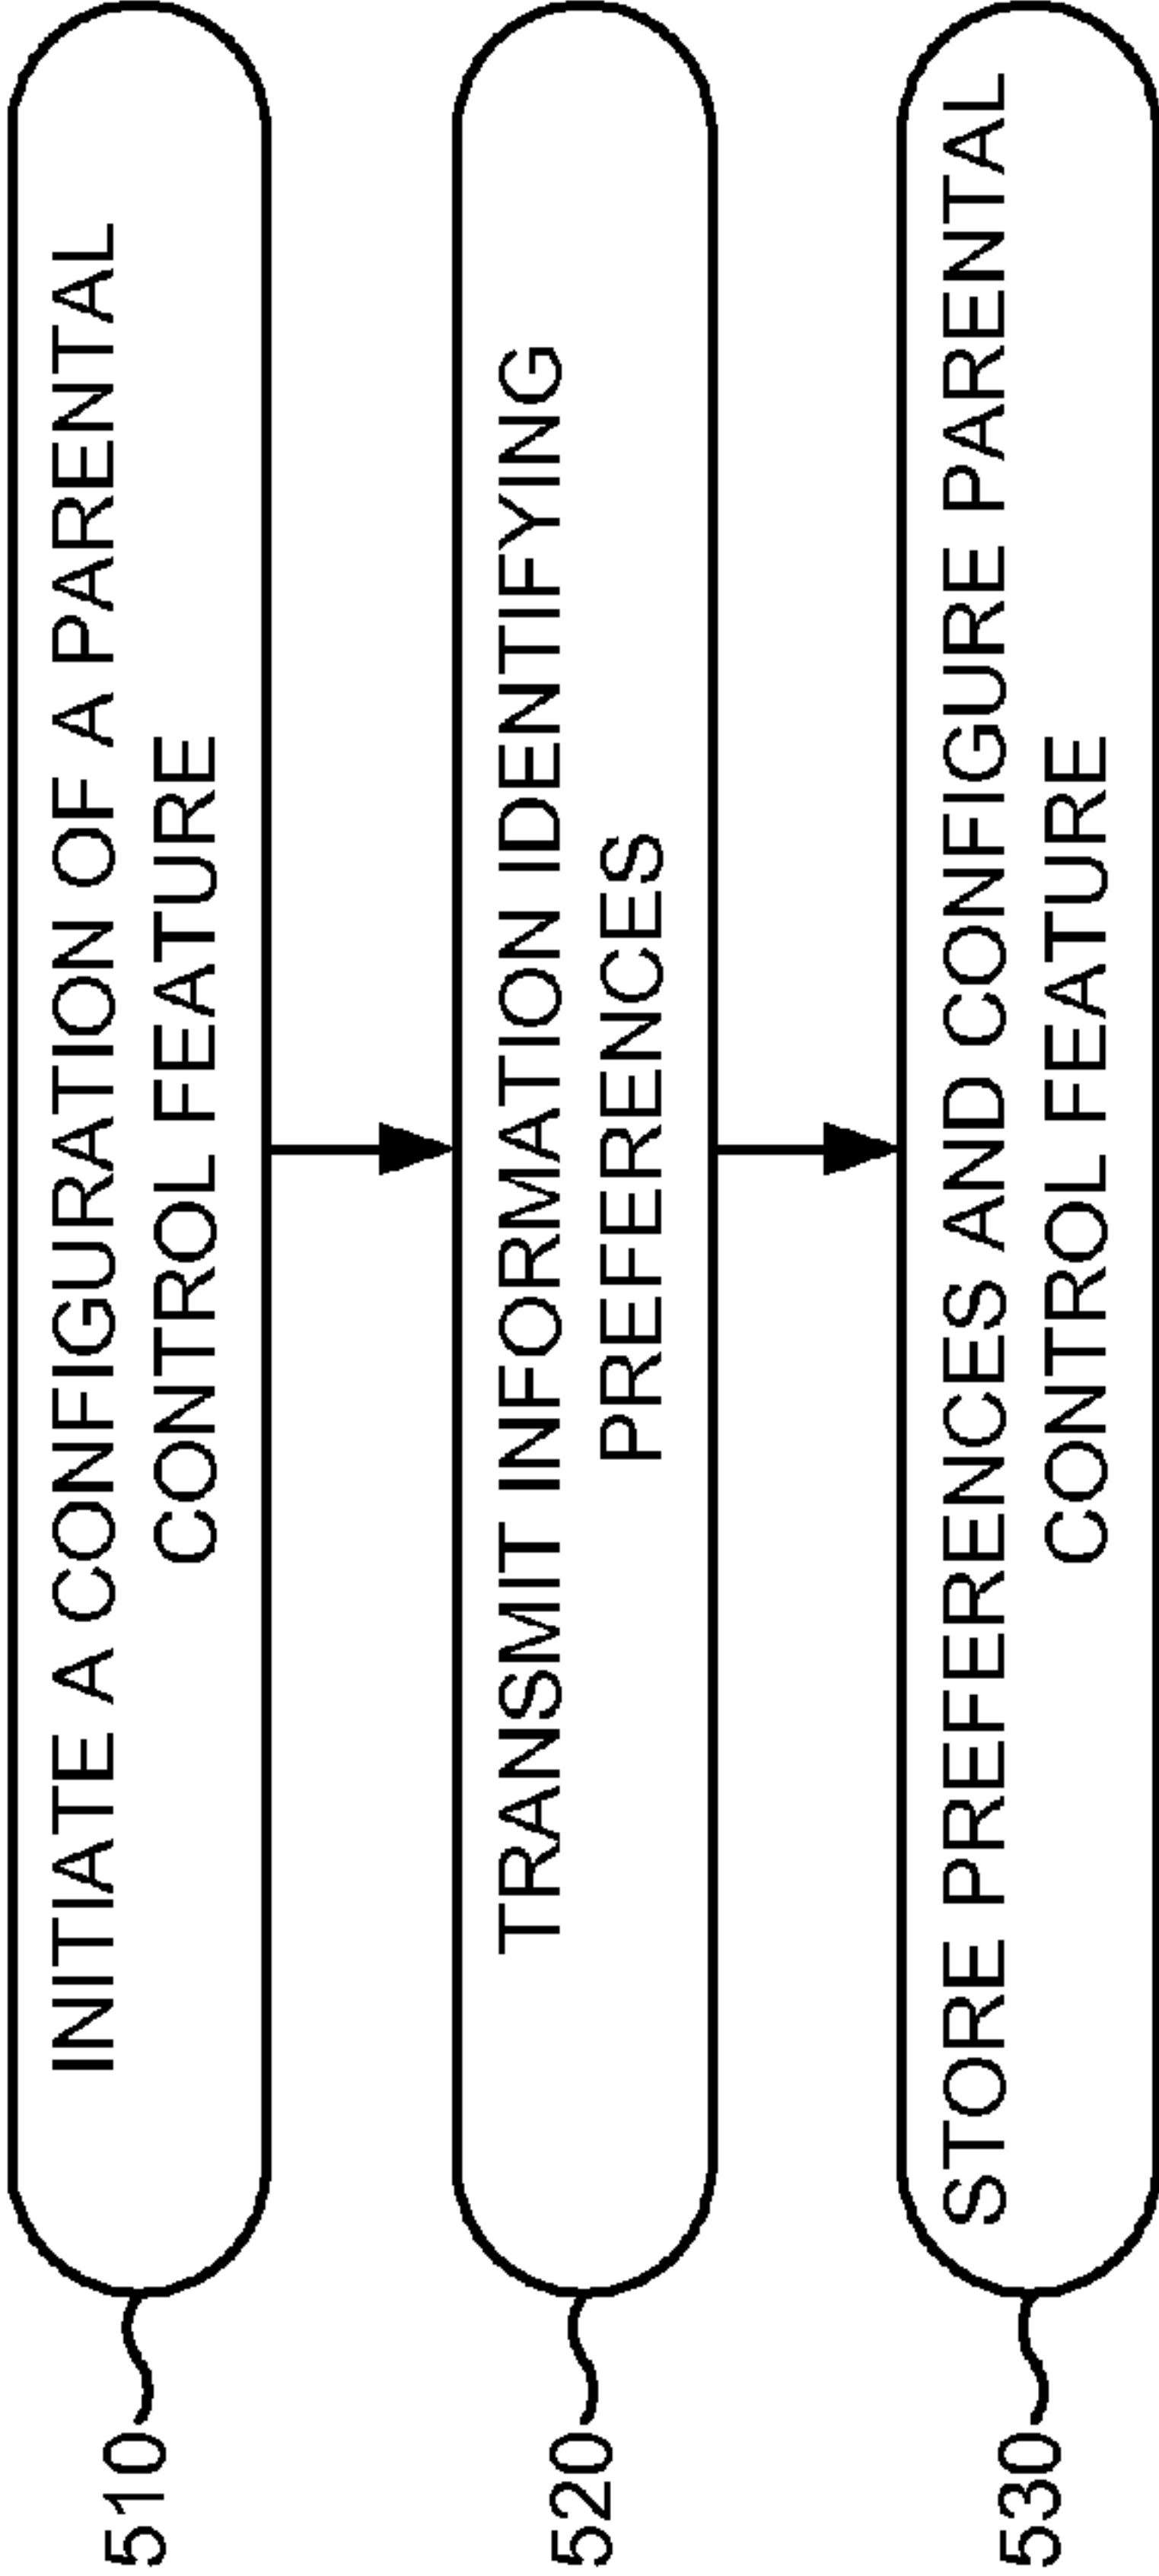 510
INITIATE A CONFIGURATION OF A PARENTAL
CONTROL FEATURE
520
TRANSMIT INFORMATION IDENTIFYING
PREFERENCES
530
STORE PREFERENCES AND CONFIGURE PARENTAL
CONTROL FEATURE